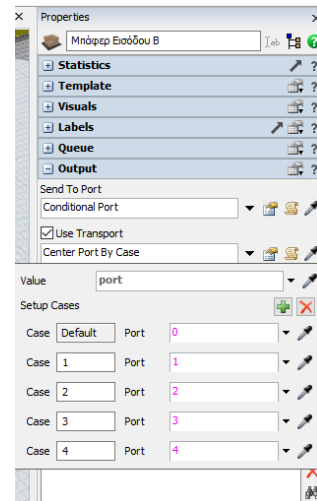 Properties
Μπάφερ Εισόδου Β
Statistics
Template
Visuals
Labels
Queue
Output
Send To Port
Conditional Port
Use Transport
Center Port By Case
Value port
Setup Cases
Case Default Port 0
Case 1 Port 1
Case 2 Port 2
Case 3 Port 3
Case 4 Port 4